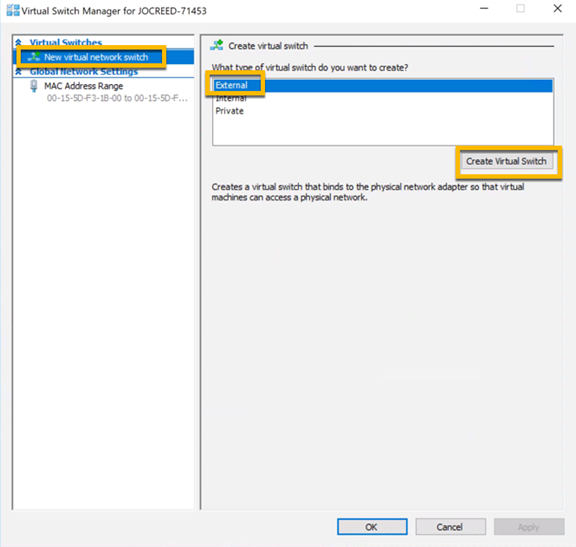 Virtual Switch Manager for JOCREED-71453
Virtual Switches
New virtual network switch
Global Network Settings
MAC Address Range
00-15-5D-F3-1B-00 to 00-15-5D-F...
Create virtual switch
What type of virtual switch do you want to create?
External
Internal
Private
Create Virtual Switch
Creates a virtual switch that binds to the physical network adapter so that virtual
machines can access a physical network.
OK
Cancel
Apply